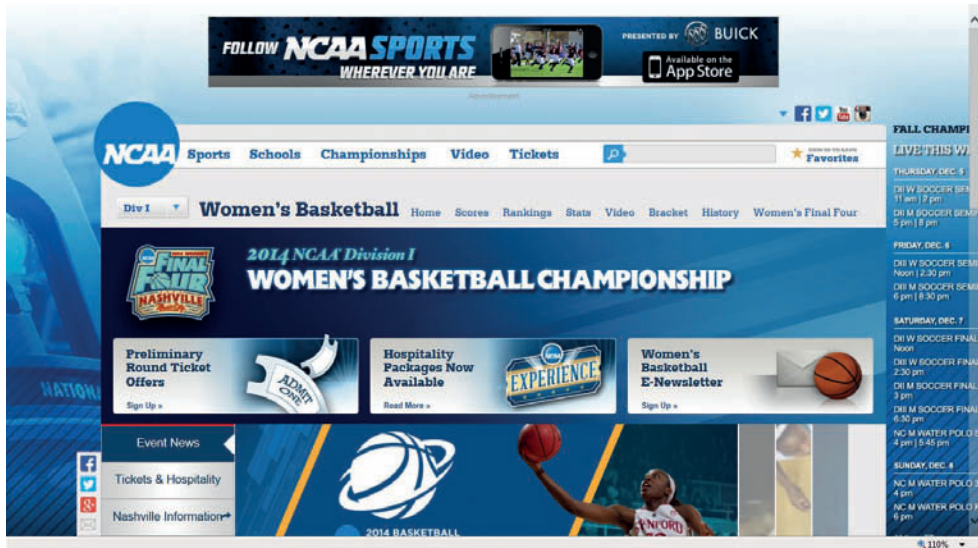 FOLLOW NCAA SPORTS
WHEREVER YOU ARE
PRESENTED BY BUICK
Available on the
App Store
Advertisement
NCAA
Sports Schools Championships Video Tickets
Favorites
Div I
Women's Basketball Home Scores Rankings Stats Video Bracket History Women's Final Four
FINAL
FOUR
NASHVILLE
2014 NCAA Division I
WOMEN'S BASKETBALL CHAMPIONSHIP
Preliminary
Round Ticket
Offers
Sign Up »
ADMIT
ONE
Hospitality
Packages Now
Available
Read More »
NCAA
EXPERIENCE
Women's
Basketball
E-Newsletter
Sign Up »
Event News
Tickets & Hospitality
Nashville Information
2014 BASKETBALL
NATION
FALL CHAMPI
LIVE THIS W
THURSDAY, DEC. 5
DII W SOCCER SEM
11 am | 2 pm
DII M SOCCER SEMI
5 pm | 8 pm
FRIDAY, DEC. 6
DIII W SOCCER SEMI
Noon | 2:30 pm
DIII M SOCCER SEMI
6 pm | 8:30 pm
SATURDAY, DEC. 7
DII W SOCCER FINAL
Noon
DIII W SOCCER FINAL
2:30 pm
DII M SOCCER FINAL
3 pm
DIII M SOCCER FINAL
6:30 pm
NC M WATER POLO S
4 pm | 5:45 pm
SUNDAY, DEC. 8
NC M WATER POLO 3
4 pm
NC M WATER POLO F
6 pm
110%